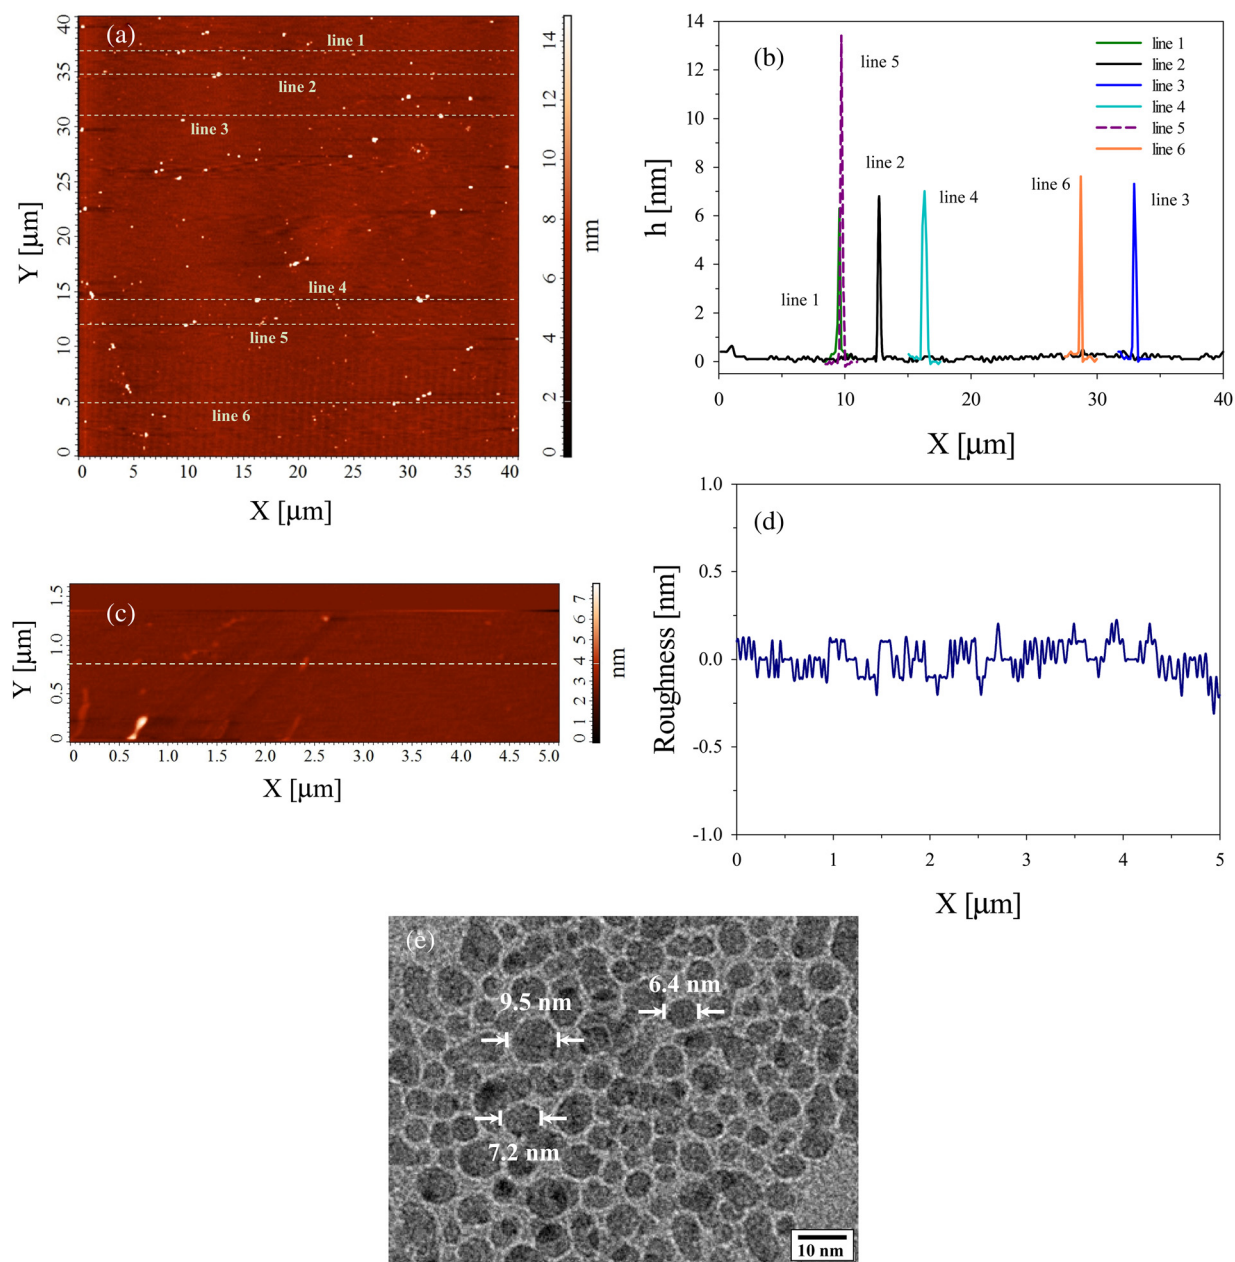 (a)
line 1
line 2
line 3
line 4
line 5
line 6
40
35
30
25
20
15
10
5
0
Y [μm]
0 5 10 15 20 25 30 35 40
X [μm]
14
12
10
8
6
4
2
0
nm
(b)
14
12
10
8
6
4
2
0
h [nm]
line 5
line 2
line 4
line 6
line 3
line 1
line 1
line 2
line 3
line 4
line 5
line 6
0 10 20 30 40
X [μm]
(c)
1.5
1.0
0.5
0
Y [μm]
0 0.5 1.0 1.5 2.0 2.5 3.0 3.5 4.0 4.5 5.0
X [μm]
7
6
5
4
3
2
1
0
nm
(d)
1.0
0.5
0.0
-0.5
-1.0
Roughness [nm]
0 1 2 3 4 5
X [μm]
(e)
6.4 nm
9.5 nm
7.2 nm
10 nm